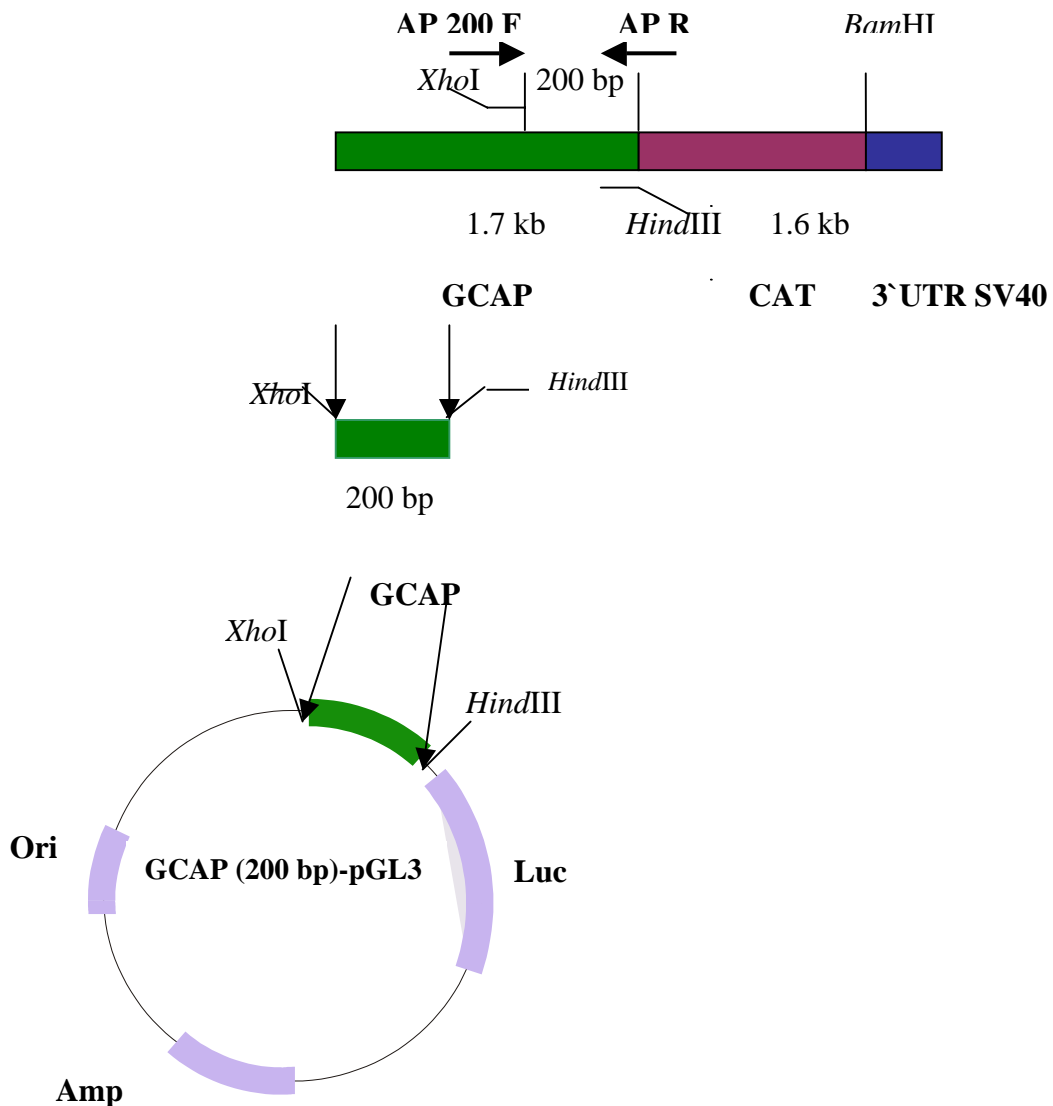 AP 200 F AP R BamHI
XhoI 200 bp
1.7 kb HindIII 1.6 kb
GCAP CAT 3`UTR SV40
XhoI HindIII
200 bp
GCAP
XhoI
HindIII
Ori GCAP (200 bp)-pGL3 Luc
Amp